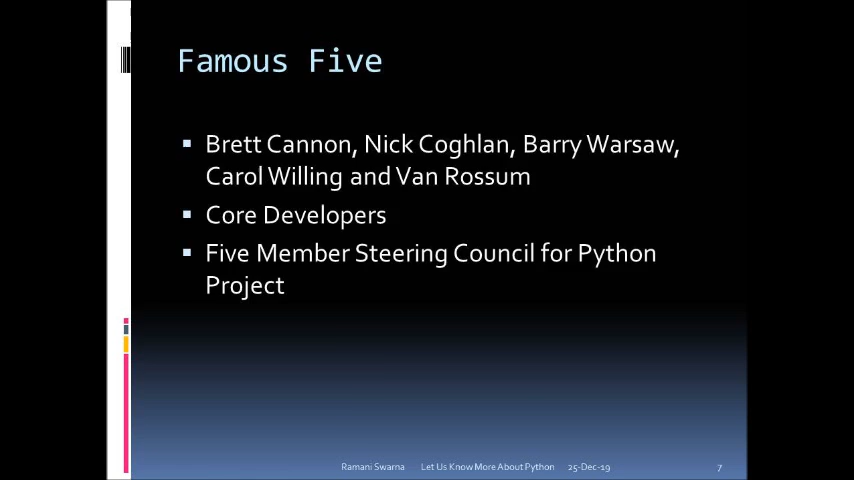 Famous Five
Brett Cannon, Nick Coghlan, Barry Warsaw,
Carol Willing and Van Rossum
Core Developers
Five Member Steering Council for Python
Project
Ramani Swarna Let Us Know More About Python 25-Dec-19 7